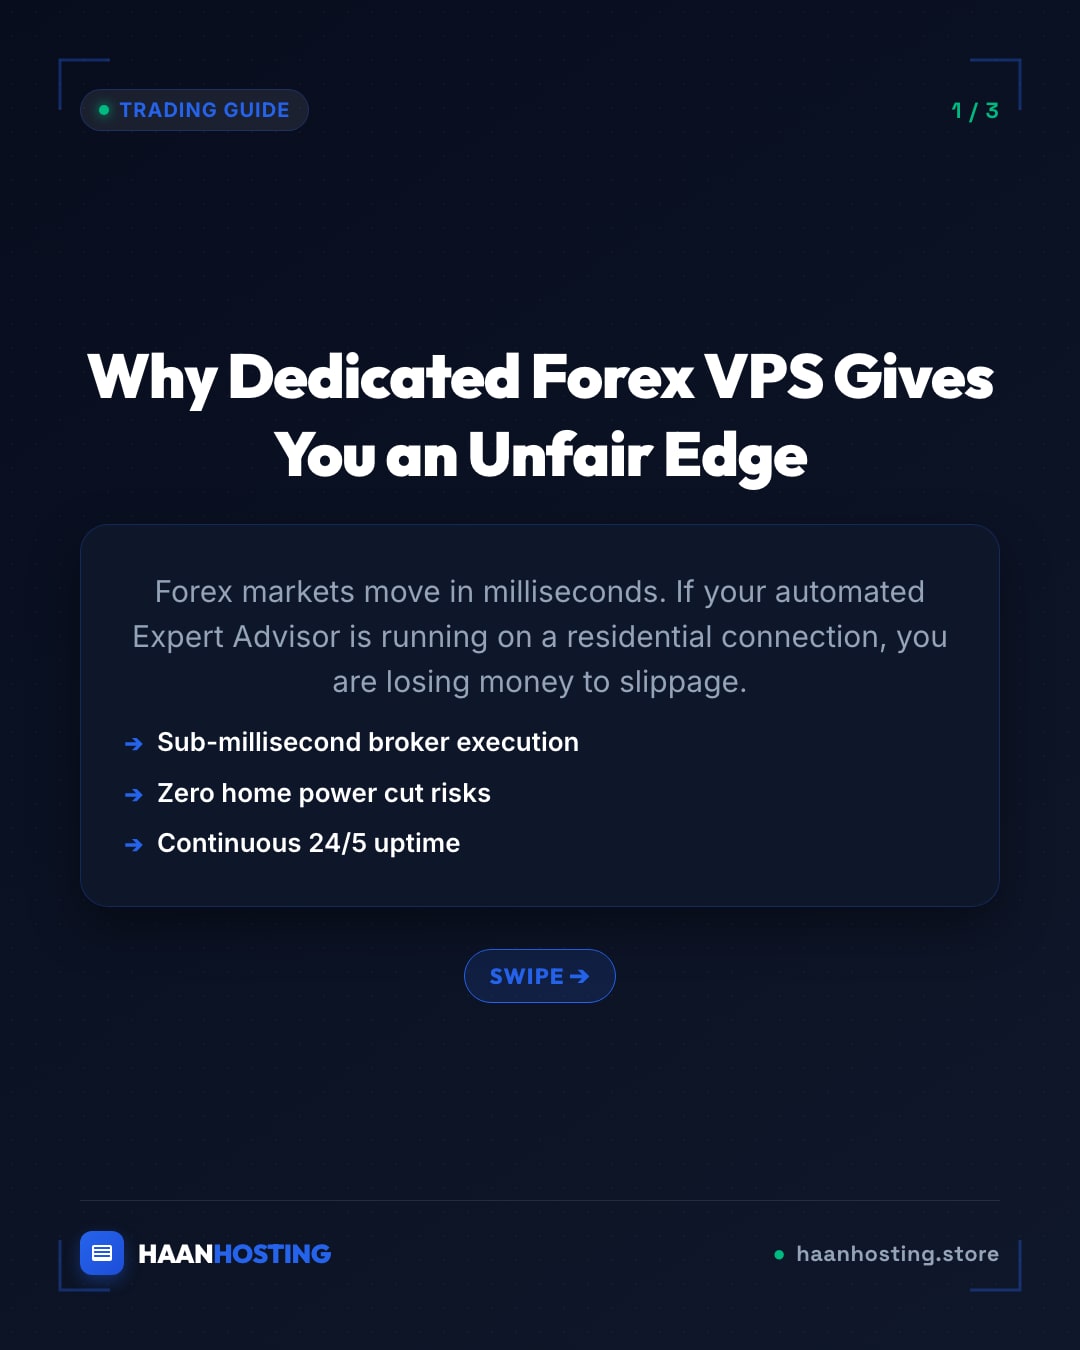 TRADING GUIDE
1 / 3
Why Dedicated Forex VPS Gives
You an Unfair Edge
Forex markets move in milliseconds. If your automated
Expert Advisor is running on a residential connection, you
are losing money to slippage.
➔ Sub-millisecond broker execution
➔ Zero home power cut risks
➔ Continuous 24/5 uptime
SWIPE ➔
HAANHOSTING
haanhosting.store